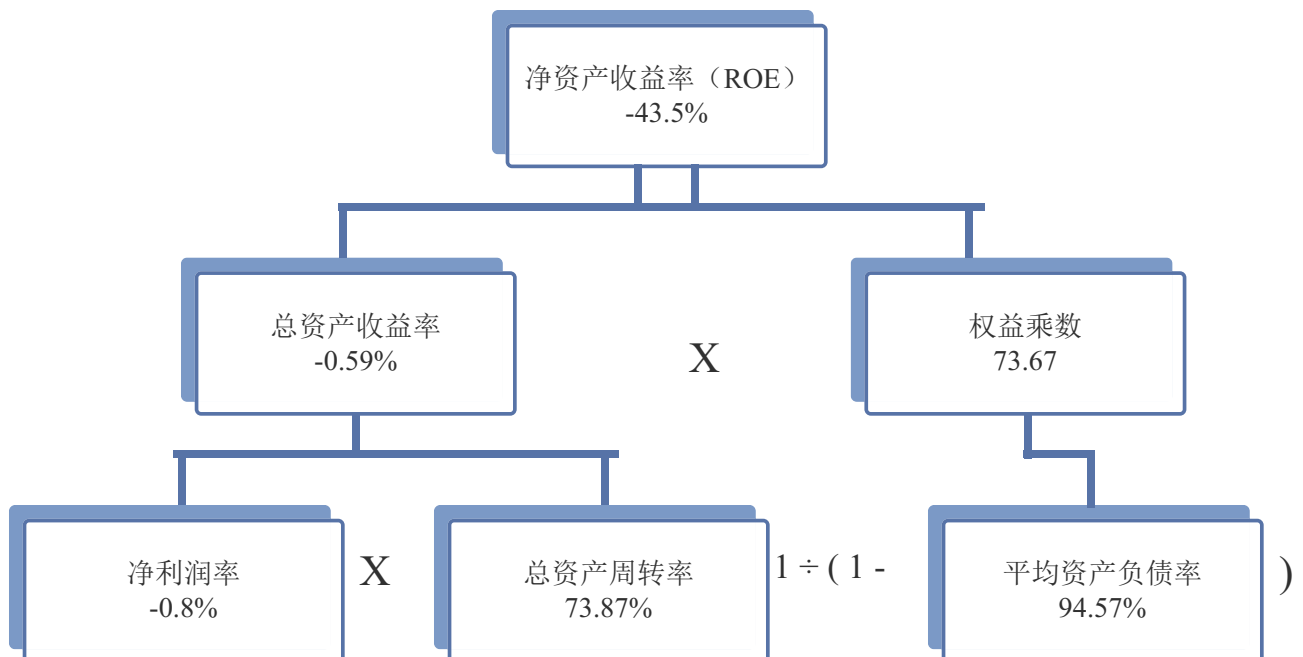 净资产收益率（ROE）
-43.5%
总资产收益率
-0.59%
X
权益乘数
73.67
净利润率
-0.8%
X
总资产周转率
73.87%
1 ÷ ( 1 -
平均资产负债率
94.57%
)